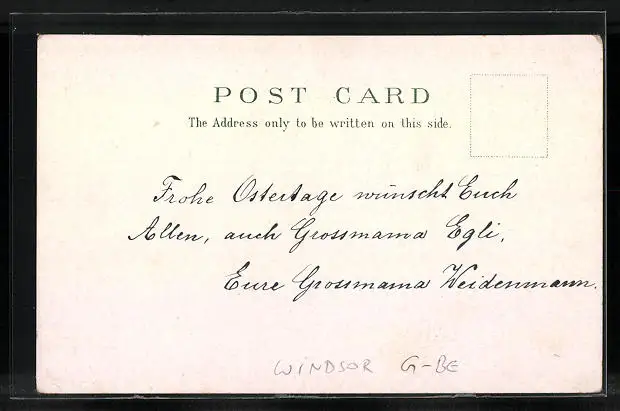 POST CARD
The Address only to be written on this side.
Frohe Ostertage wünscht Euch
Allen, auch Grossmama Egli,
Eure Grossmama Weidenmann.
WINDSOR G-BE